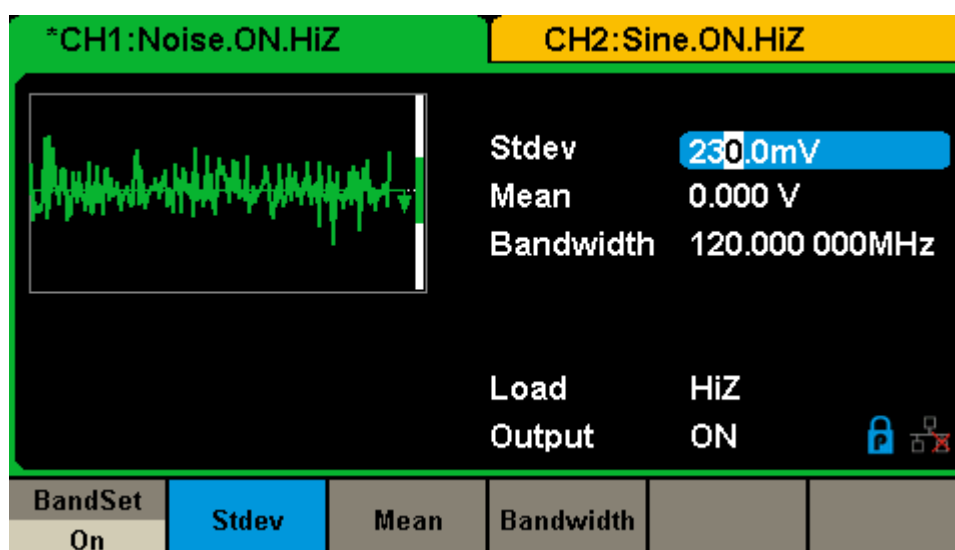 *CH1:Noise.ON.HiZ
CH2:Sine.ON.HiZ
Stdev 230.0mV
Mean 0.000 V
Bandwidth 120.000 000MHz
Load HiZ
Output ON
P
BandSet
On
Stdev
Mean
Bandwidth